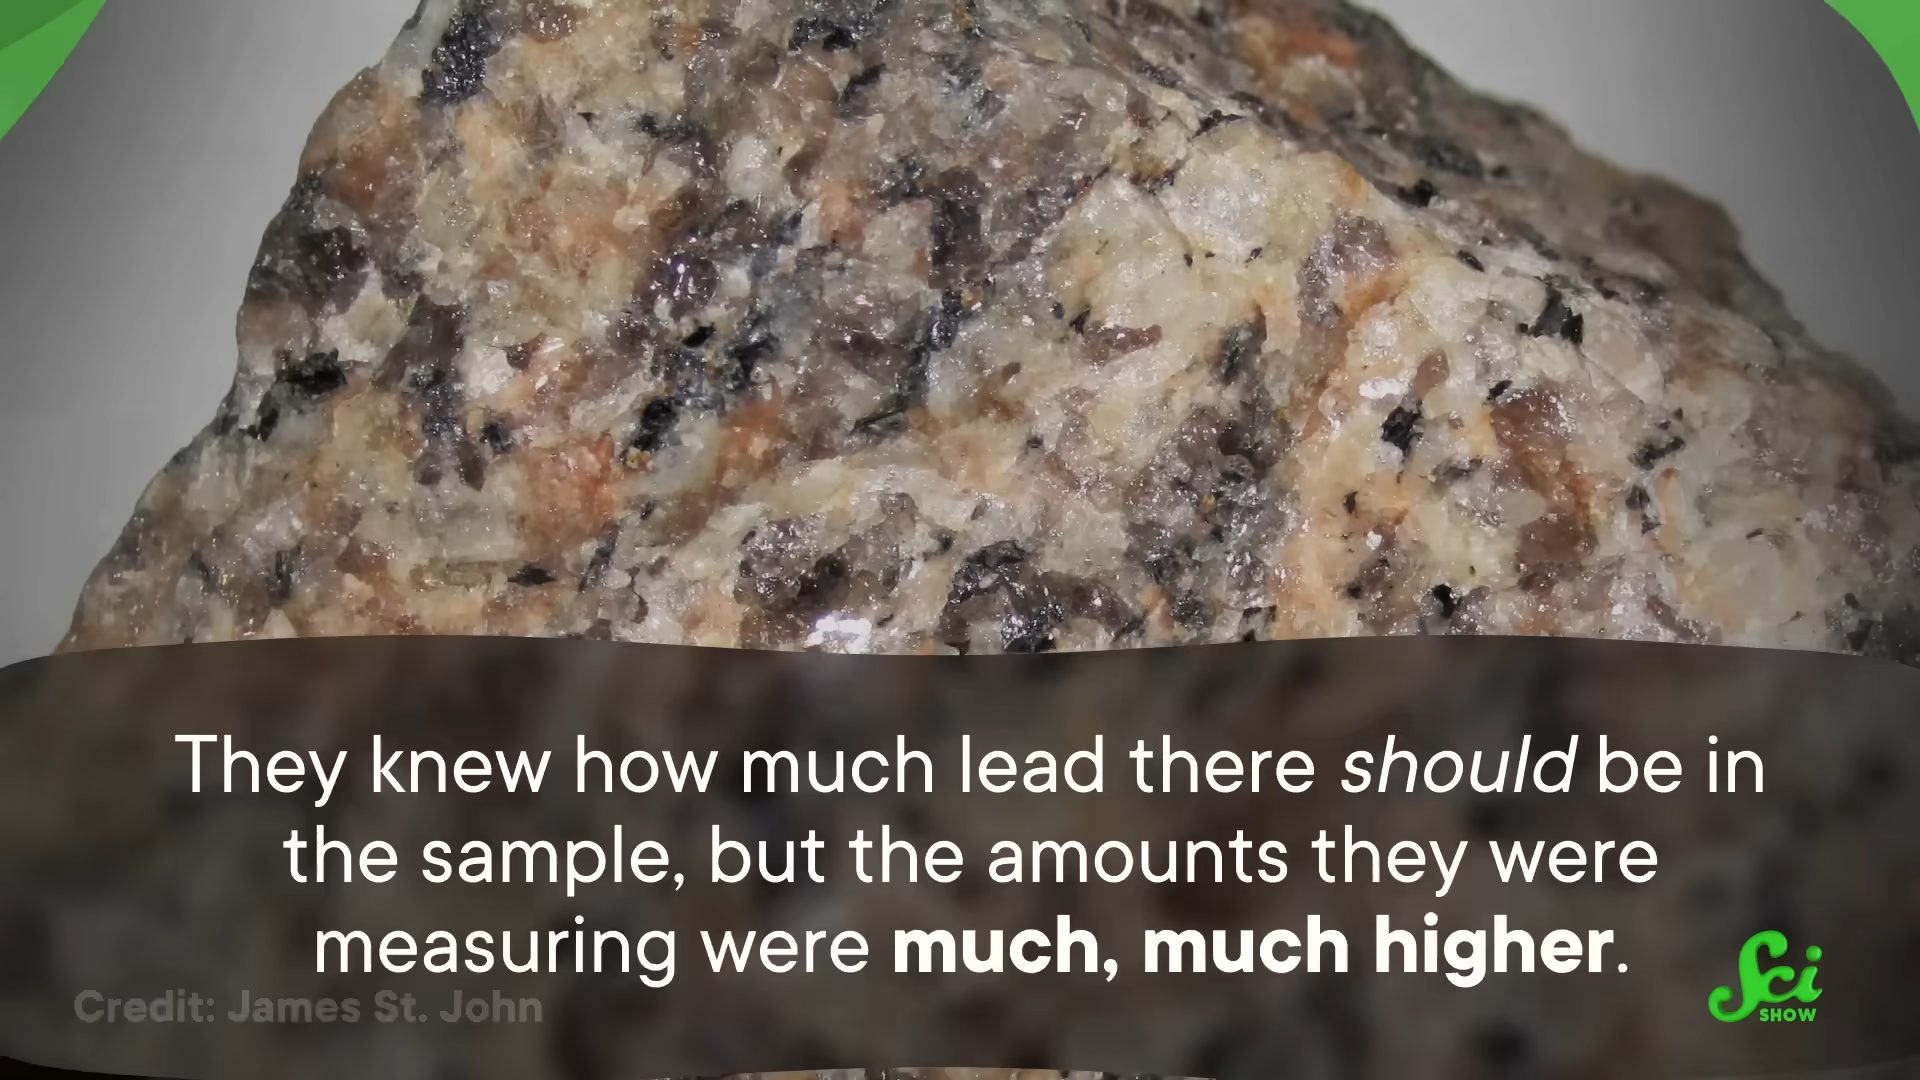 They knew how much lead there should be in
the sample, but the amounts they were
measuring were much, much higher.
Credit: James St. John
Sci
SHOW